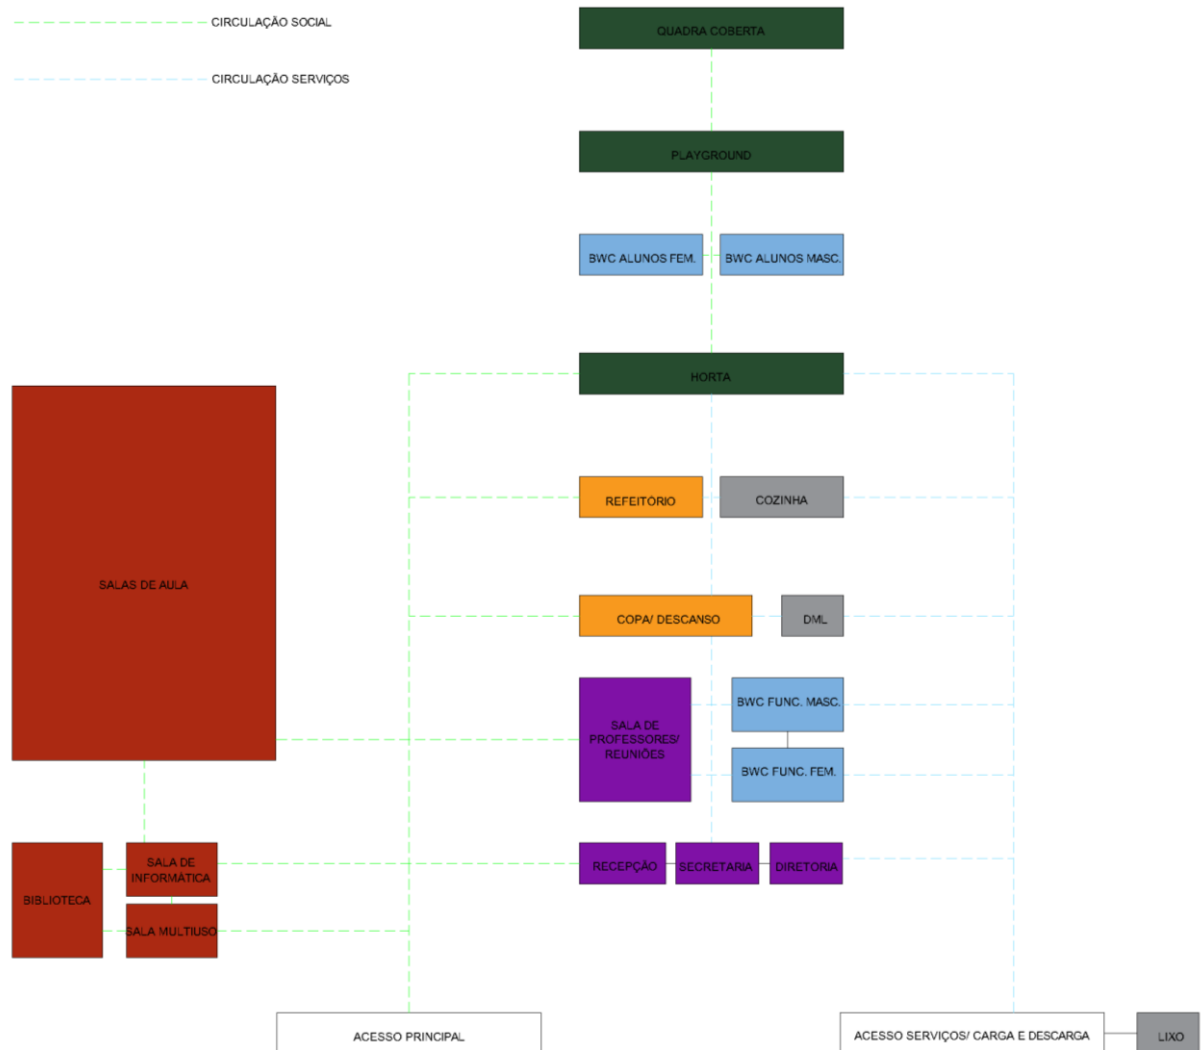 CIRCULAÇÃO SOCIAL
QUADRA COBERTA
CIRCULAÇÃO SERVIÇOS
PLAYGROUND
BWC ALUNOS FEM.
BWC ALUNOS MASC.
HORTA
REFEITÓRIO
COZINHA
SALAS DE AULA
COPA/ DESCANSO
DML
SALA DE
PROFESSORES/
REUNIÕES
BWC FUNC. MASC.
BWC FUNC. FEM.
BIBLIOTECA
SALA DE
INFORMÁTICA
SALA MULTIUSO
RECEPÇÃO
SECRETARIA
DIRETORIA
ACESSO PRINCIPAL
ACESSO SERVIÇOS/ CARGA E DESCARGA
LIXO